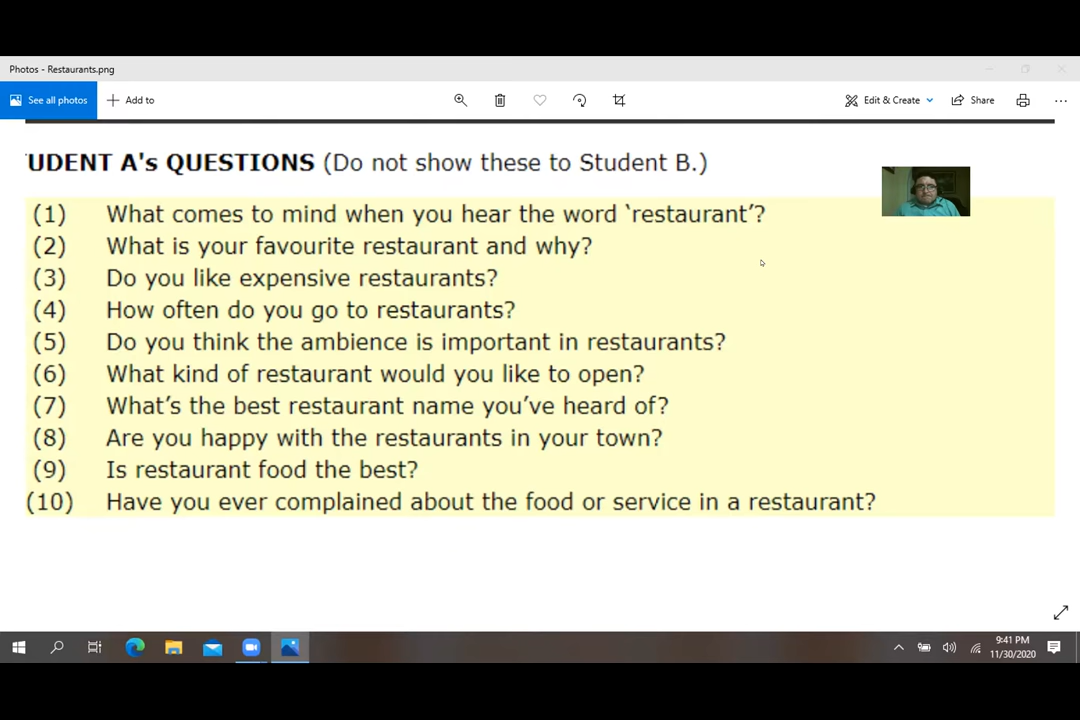 Photos - Restaurants.png
See all photos
Add to
Edit & Create
Share
UDENT A's QUESTIONS (Do not show these to Student B.)
(1) What comes to mind when you hear the word ‘restaurant’?
(2) What is your favourite restaurant and why?
(3) Do you like expensive restaurants?
(4) How often do you go to restaurants?
(5) Do you think the ambience is important in restaurants?
(6) What kind of restaurant would you like to open?
(7) What’s the best restaurant name you’ve heard of?
(8) Are you happy with the restaurants in your town?
(9) Is restaurant food the best?
(10) Have you ever complained about the food or service in a restaurant?
9:41 PM
11/30/2020